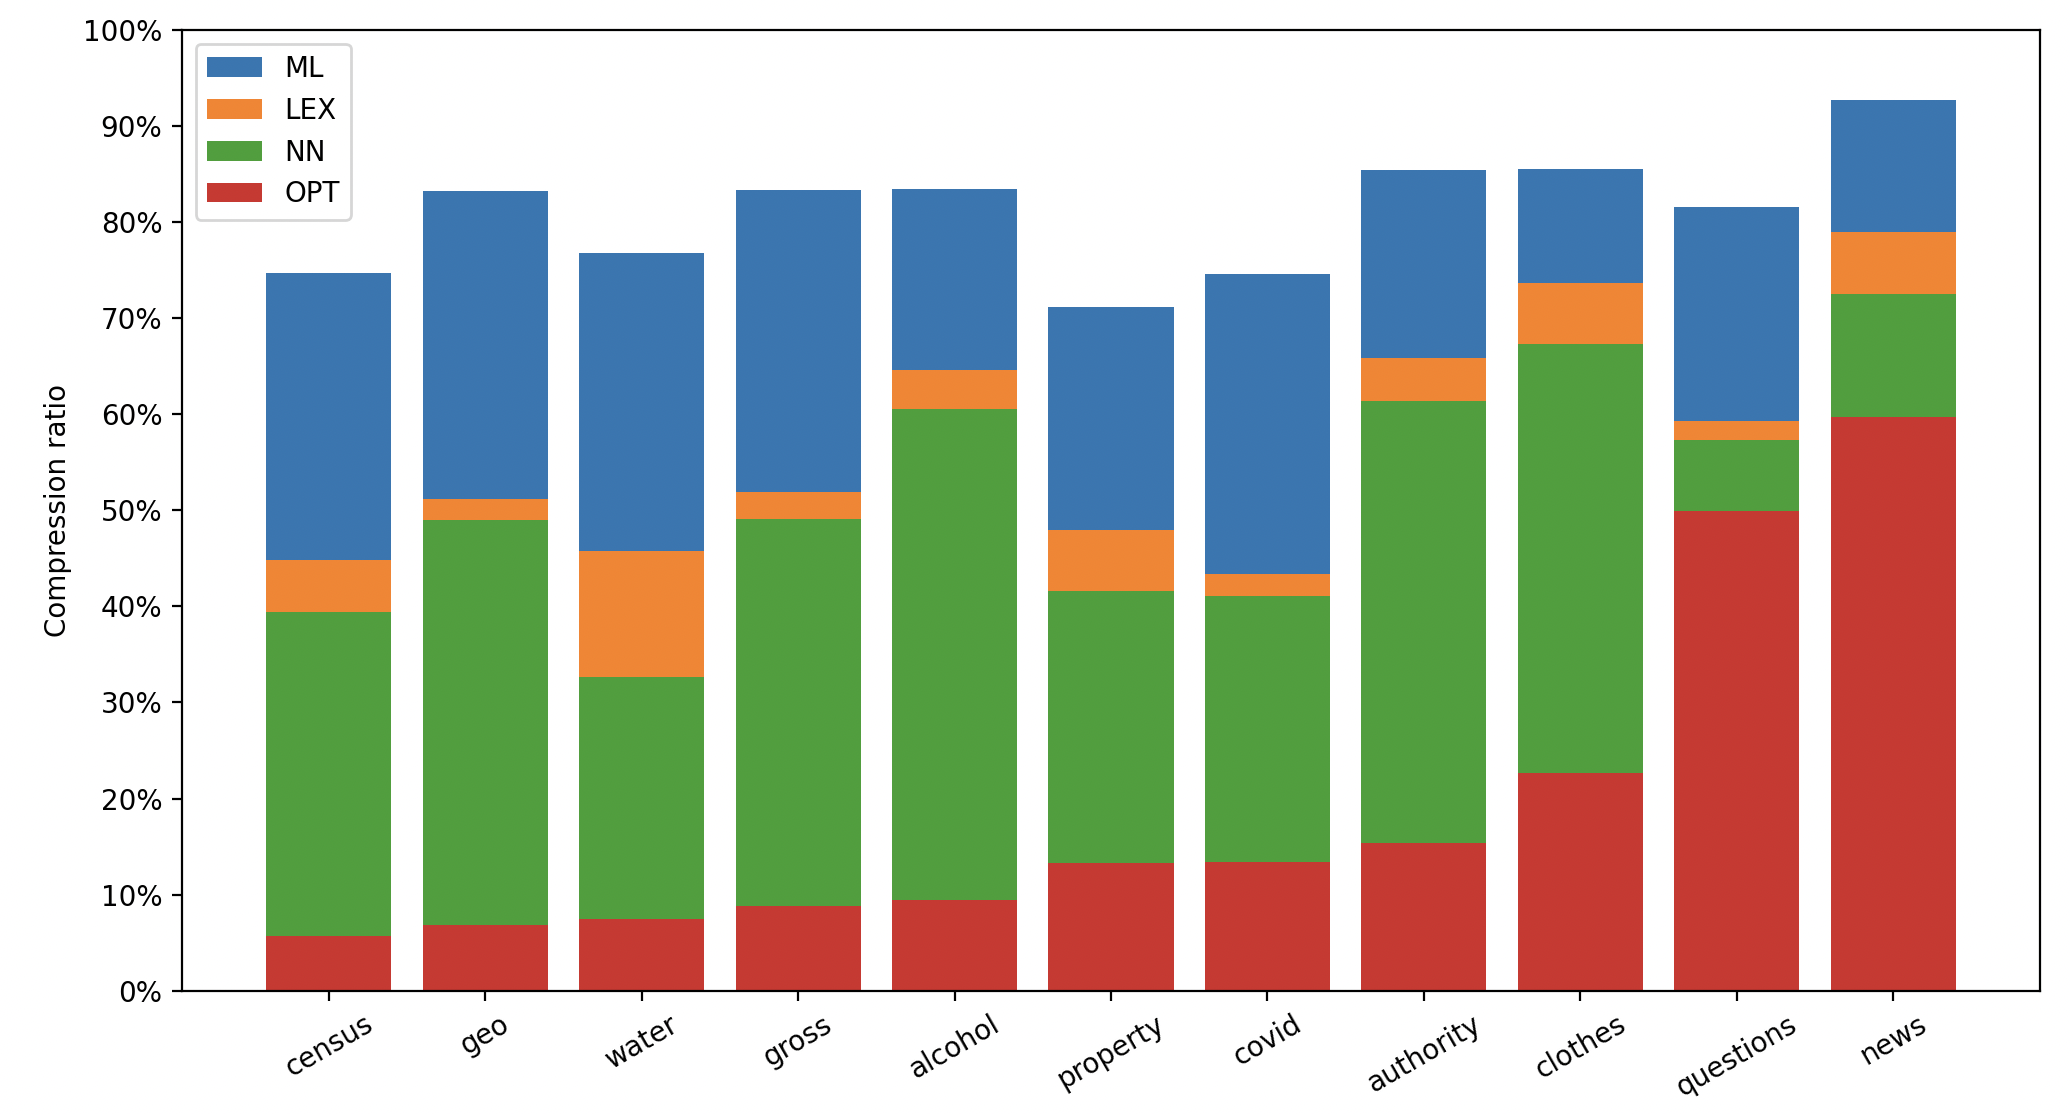 100%
90%
80%
70%
60%
50%
40%
30%
20%
10%
0%
Compression ratio
ML
LEX
NN
OPT
census
geo
water
gross
alcohol
property
covid
authority
clothes
questions
news